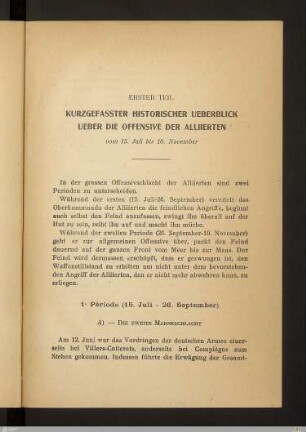 ERSTER TEIL
KURZGEFASSTER HISTORISCHER UEBERBLICK
UEBER DIE OFFENSIVE DER ALLIIERTEN
vom 15. Juli bis 10. November
In der grossen Offensivschlacht der Alliierten sind zwei
Perioden zu unterscheiden.
Während der ersten (15. Juli-26. September) vereitelt das
Oberkommando der Alliierten die feindlichen Angriffe, beginnt
auch selbst den Feind anzufassen, zwingt ihn überall auf der
Hut zu sein, reibt ihn auf und macht ihn mürbe.
Während der zweiten Periode (26. September-10. November)
geht er zur allgemeinen Offensive über, packt den Feind
dauernd auf der ganzen Front von Meer bis zur Maas. Der
Feind wird dermassen erschöpft, dass er gezwungen ist, den
Waffenstillstand zu erbitten um nicht unter dem bevorstehen-
den Angriff der Alliierten, den er nicht mehr abwehren kann, zu
erliegen.
1e Periode (15. Juli - 26. September)
A) — DIE ZWEITE MARNESCHLACHT
Am 12. Juni war das Vordringen der deutschen Armee einer-
seits bei Villers-Cotterets, anderseits bei Compiègne zum
Stehen gekommen. Indessen führte die Erwägung der Gesamt-